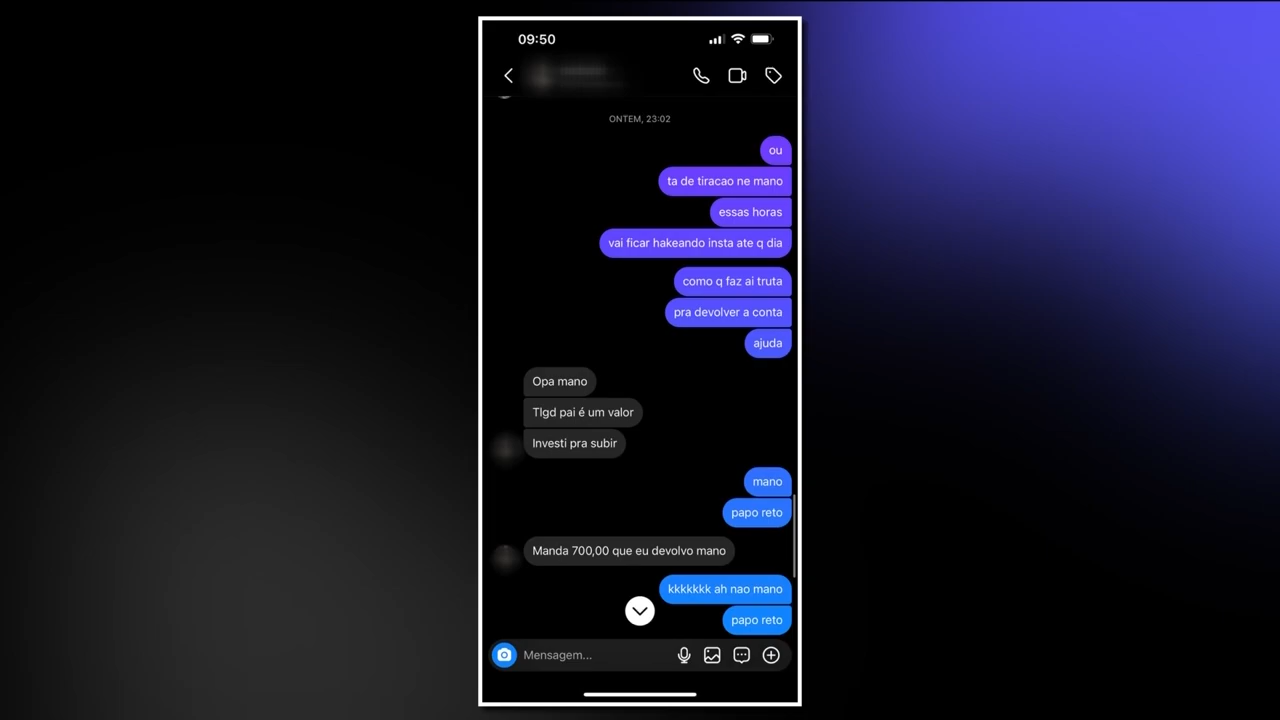 09:50
ONTEM, 23:02
ou
ta de tiracao ne mano
essas horas
vai ficar hakeando insta ate q dia
como q faz ai truta
pra devolver a conta
ajuda
Opa mano
Tlgd pai é um valor
Investi pra subir
mano
papo reto
Manda 700,00 que eu devolvo mano
kkkkkkk ah nao mano
papo reto
Mensagem...